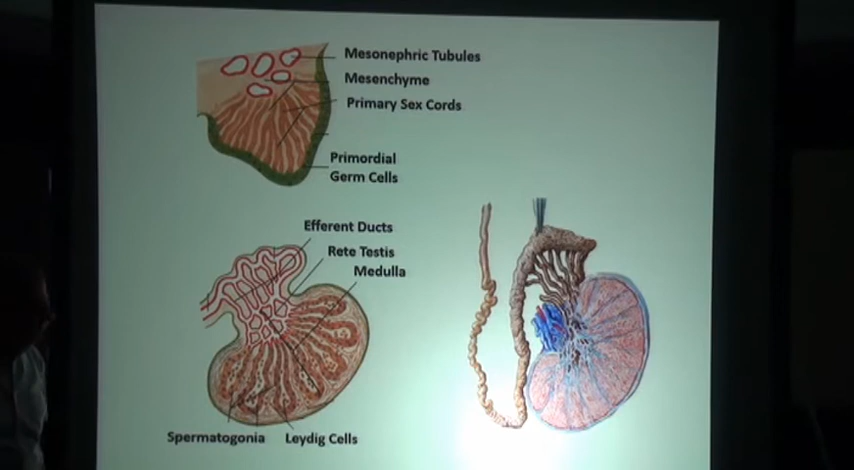 Mesonephric Tubules
Mesenchyme
Primary Sex Cords
Primordial
Germ Cells
Efferent Ducts
Rete Testis
Medulla
Spermatogonia
Leydig Cells